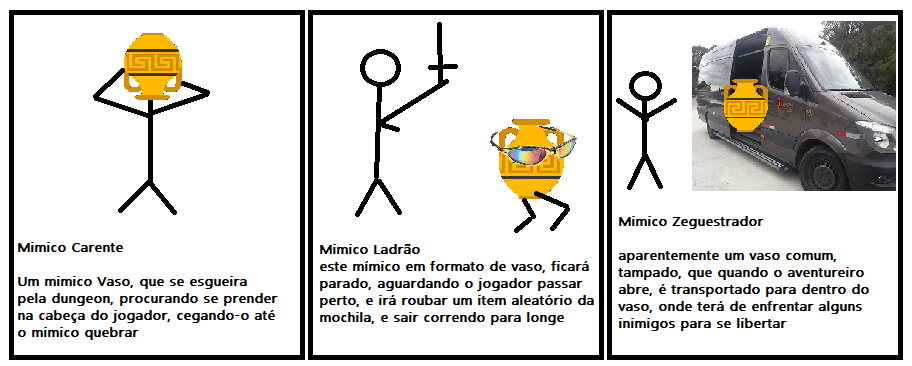 Mimico Carente
Um mimico Vaso, que se esgueira
pela dungeon, procurando se prender
na cabeça do jogador, cegando-o até
o mimico quebrar
Mimico Ladrão
este mímico em formato de vaso, ficará
parado, aguardando o jogador passar
perto, e irá roubar um item aleatório da
mochila, e sair correndo para longe
Mimico Zeguestrador
aparentemente um vaso comum,
tampado, que quando o aventureiro
abre, é transportado para dentro do
vaso, onde terá de enfrentar alguns
inimigos para se libertar